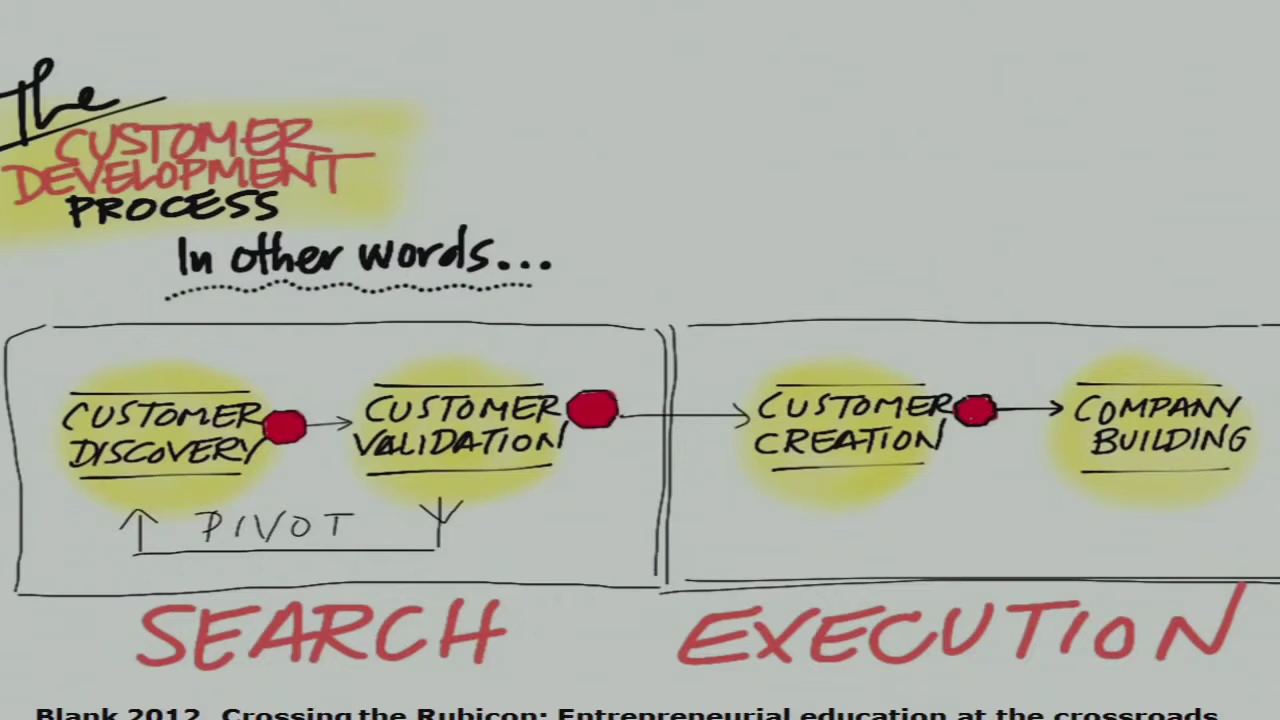 The
CUSTOMER
DEVELOPMENT
PROCESS
In other words...
CUSTOMER
DISCOVERY
CUSTOMER
VALIDATION
PIVOT
CUSTOMER
CREATION
COMPANY
BUILDING
SEARCH
EXECUTION
Blank 2012, Crossing the Rubicon: Entrepreneurial education at the crossroads